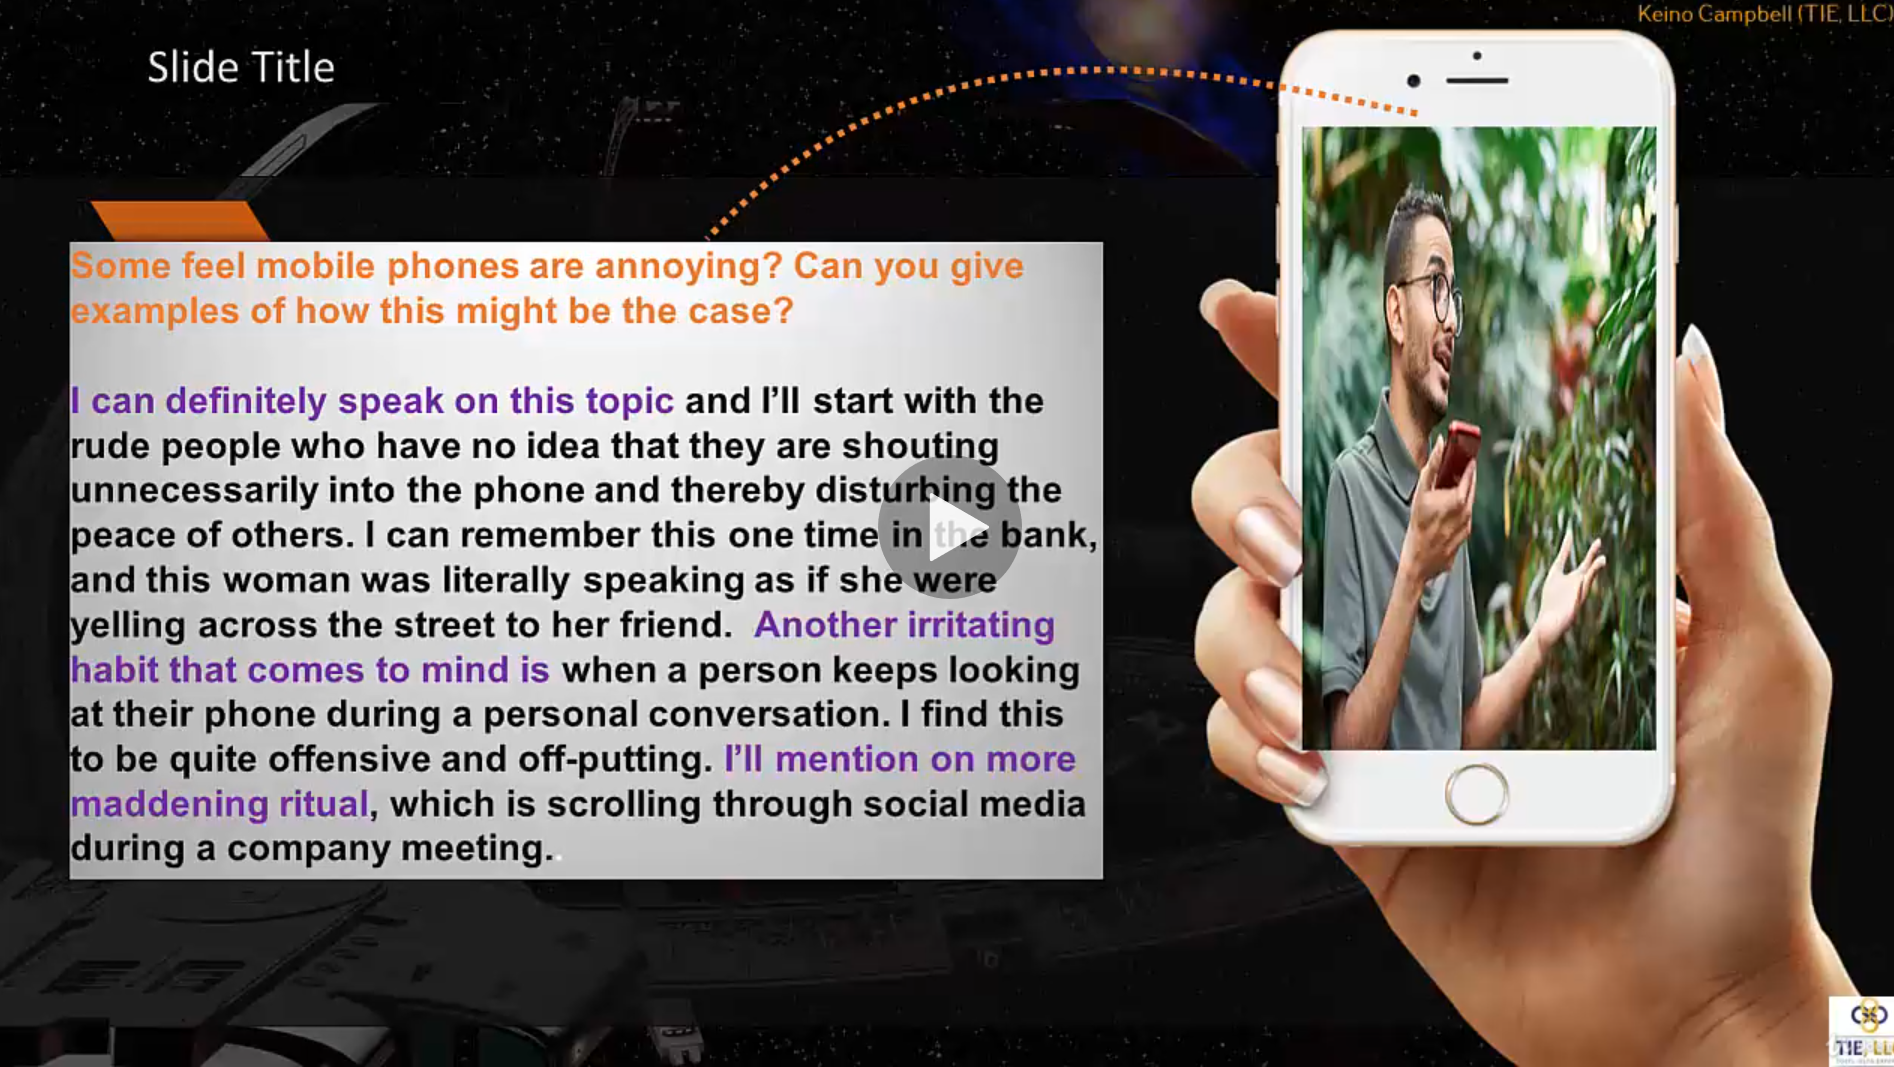 Keino Campbell (TIE, LLC)
Slide Title
Some feel mobile phones are annoying? Can you give
examples of how this might be the case?
I can definitely speak on this topic and I’ll start with the
rude people who have no idea that they are shouting
unnecessarily into the phone and thereby disturbing the
peace of others. I can remember this one time in the bank,
and this woman was literally speaking as if she were
yelling across the street to her friend.  Another irritating
habit that comes to mind is when a person keeps looking
at their phone during a personal conversation. I find this
to be quite offensive and off-putting. I’ll mention on more
maddening ritual, which is scrolling through social media
during a company meeting..
TIE, LL